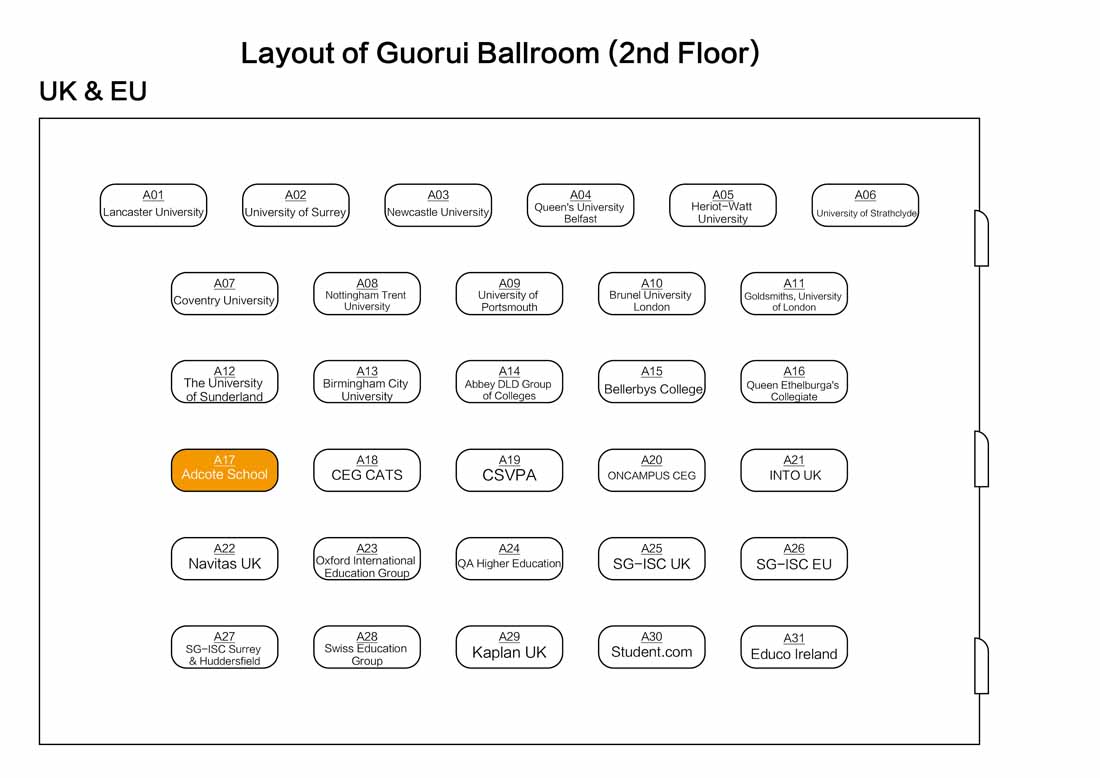 Layout of Guorui Ballroom (2nd Floor)
UK & EU
A01
Lancaster University
A02
University of Surrey
A03
Newcastle University
A04
Queen's University
Belfast
A05
Heriot-Watt
University
A06
University of Strathclyde
A07
Coventry University
A08
Nottingham Trent
University
A09
University of
Portsmouth
A10
Brunel University
London
A11
Goldsmiths, University
of London
A12
The University
of Sunderland
A13
Birmingham City
University
A14
Abbey DLD Group
of Colleges
A15
Bellerbys College
A16
Queen Ethelburga's
Collegiate
A17
Adcote School
A18
CEG CATS
A19
CSVPA
A20
ONCAMPUS CEG
A21
INTO UK
A22
Navitas UK
A23
Oxford International
Education Group
A24
QA Higher Education
A25
SG-ISC UK
A26
SG-ISC EU
A27
SG-ISC Surrey
& Huddersfield
A28
Swiss Education
Group
A29
Kaplan UK
A30
Student.com
A31
Educo Ireland